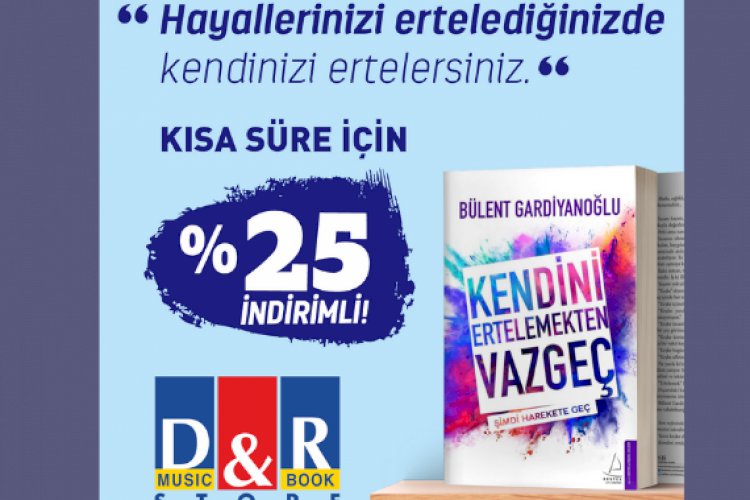 “ Hayallerinizi ertelediğinizde
kendinizi ertelersiniz. “
KISA SÜRE İÇİN
%25
İNDİRİMLİ!
BÜLENT GARDİYANOĞLU
KENDİNİ
ERTELEMEKTEN
VAZGEÇ
ŞİMDİ HAREKETE GEÇ
D&R
MUSIC BOOK
STORE